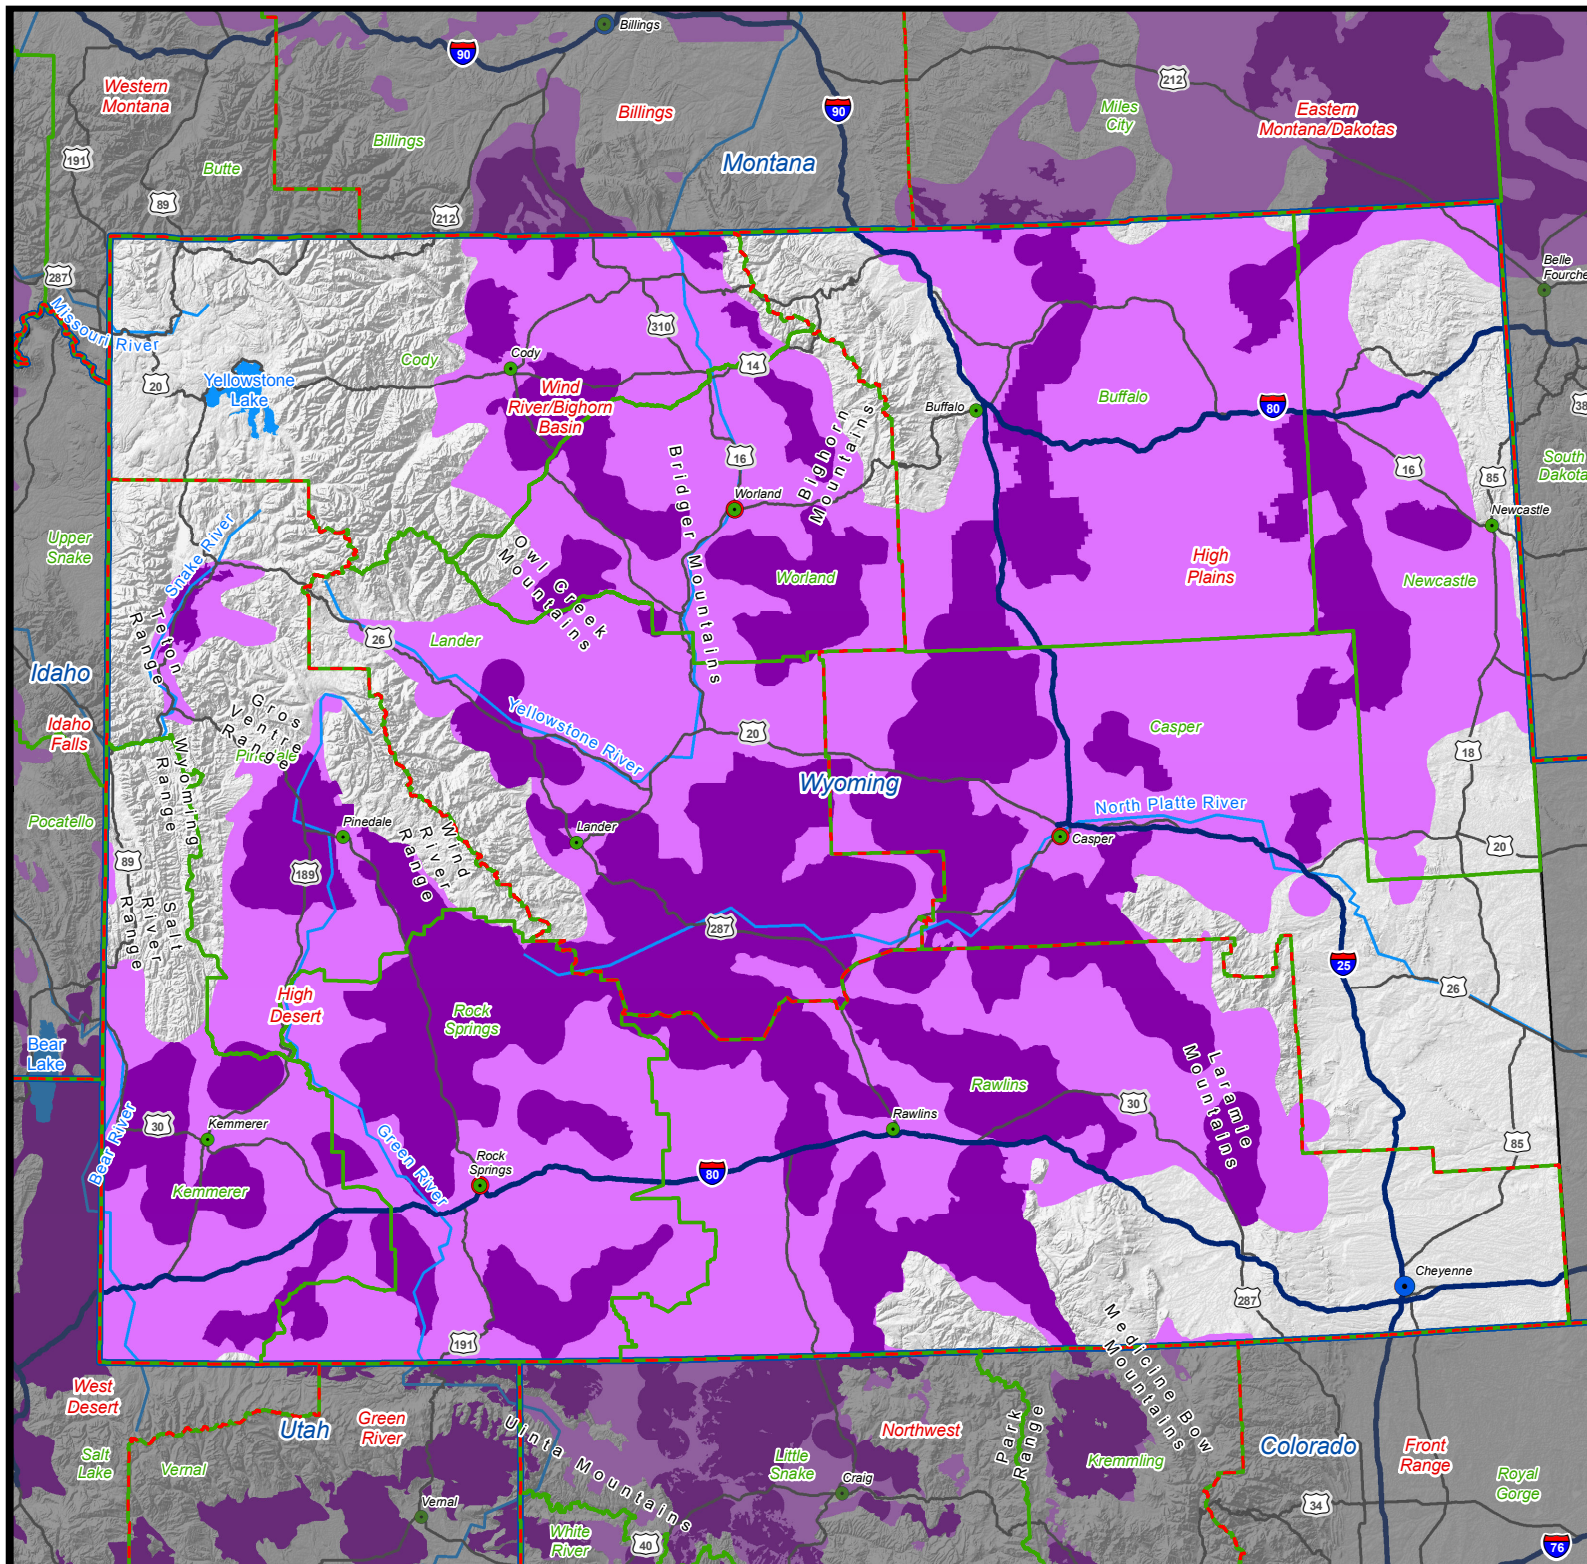 Billings
90
Western
Montana
Billings
90
212
Miles
City
Eastern
Montana/Dakotas
Billings
Butte
191
Montana
89
212
287
Belle
Fourche
Missouri River
310
Cody
Cody
14
20
Yellowstone
Lake
Wind
River/Bighorn
Basin
Buffalo
Buffalo
80
38
Bighorn
Mountains
Bridger Mountains
16
16
85
South
Dakota
Worland
Newcastle
Upper
Snake
Snake River
Owl Creek
Mountains
Worland
High
Plains
Newcastle
Teton
Range
26
Lander
Idaho
Gros
Ventre
Range
Yellowstone River
Idaho
Falls
Pinedale
20
Casper
18
Wyoming
Range
Wyoming
North Platte River
Pocatello
Pinedale
Lander
Casper
20
89
189
Wind
River
Range
Salt
River
Range
287
25
26
High
Desert
Rock
Springs
Bear
Lake
Laramie
Mountains
Rawlins
30
Bear River
30
Kemmerer
Rawlins
Green River
Rock
Springs
80
85
Kemmerer
Cheyenne
287
191
Medicine Bow
Mountains
West
Desert
Green
River
Utah
Uinta Mountains
Northwest
Park
Range
Colorado
Front
Range
Salt
Lake
Vernal
Little
Snake
Craig
Kremmling
Royal
Gorge
Vernal
34
White
River
40
76